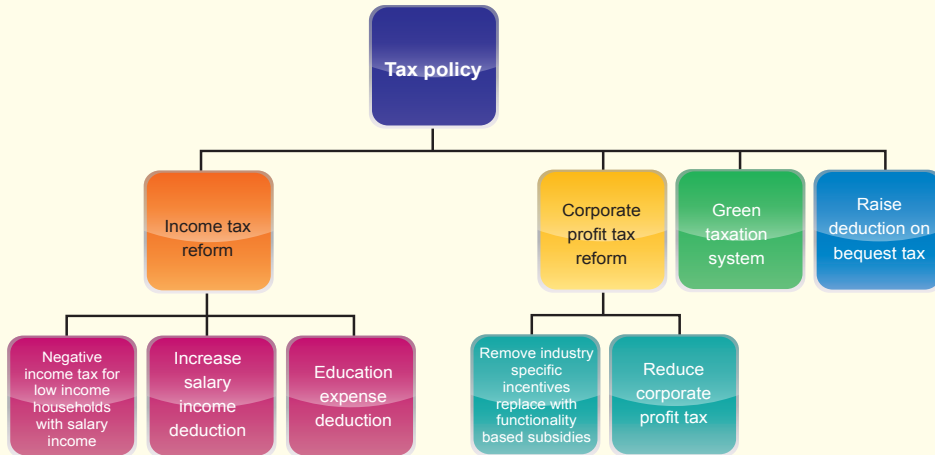 Tax policy
Income tax
reform
Corporate
profit tax
reform
Green
taxation
system
Raise
deduction on
bequest tax
Negative
income tax for
low income
households
with salary
income
Increase
salary
income
deduction
Education
expense
deduction
Remove industry
specific
incentives
replace with
functionality
based subsidies
Reduce
corporate
profit tax